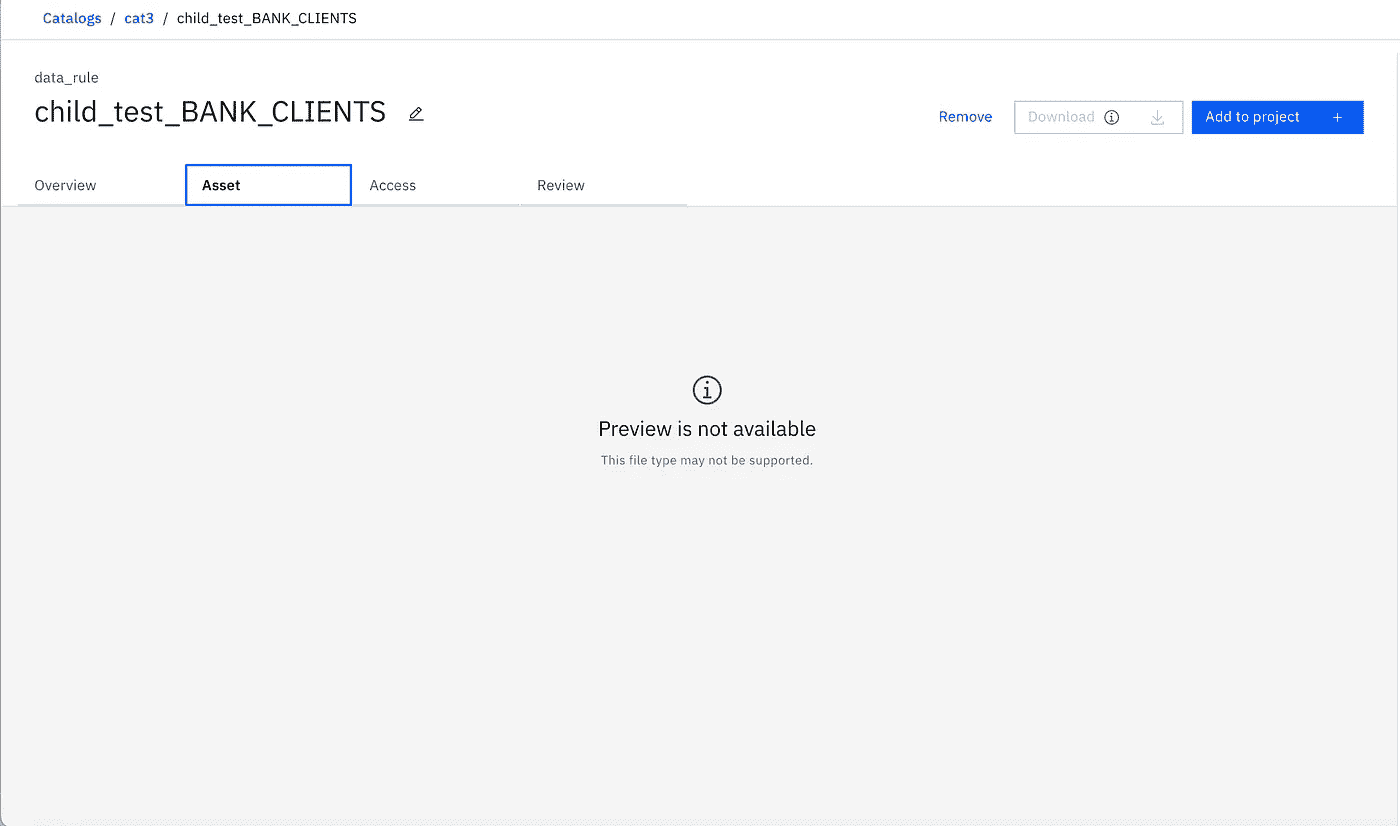 Catalogs / cat3 / child_test_BANK_CLIENTS
data_rule
child_test_BANK_CLIENTS
Remove
Download
Add to project +
Overview
Asset
Access
Review
Preview is not available
This file type may not be supported.